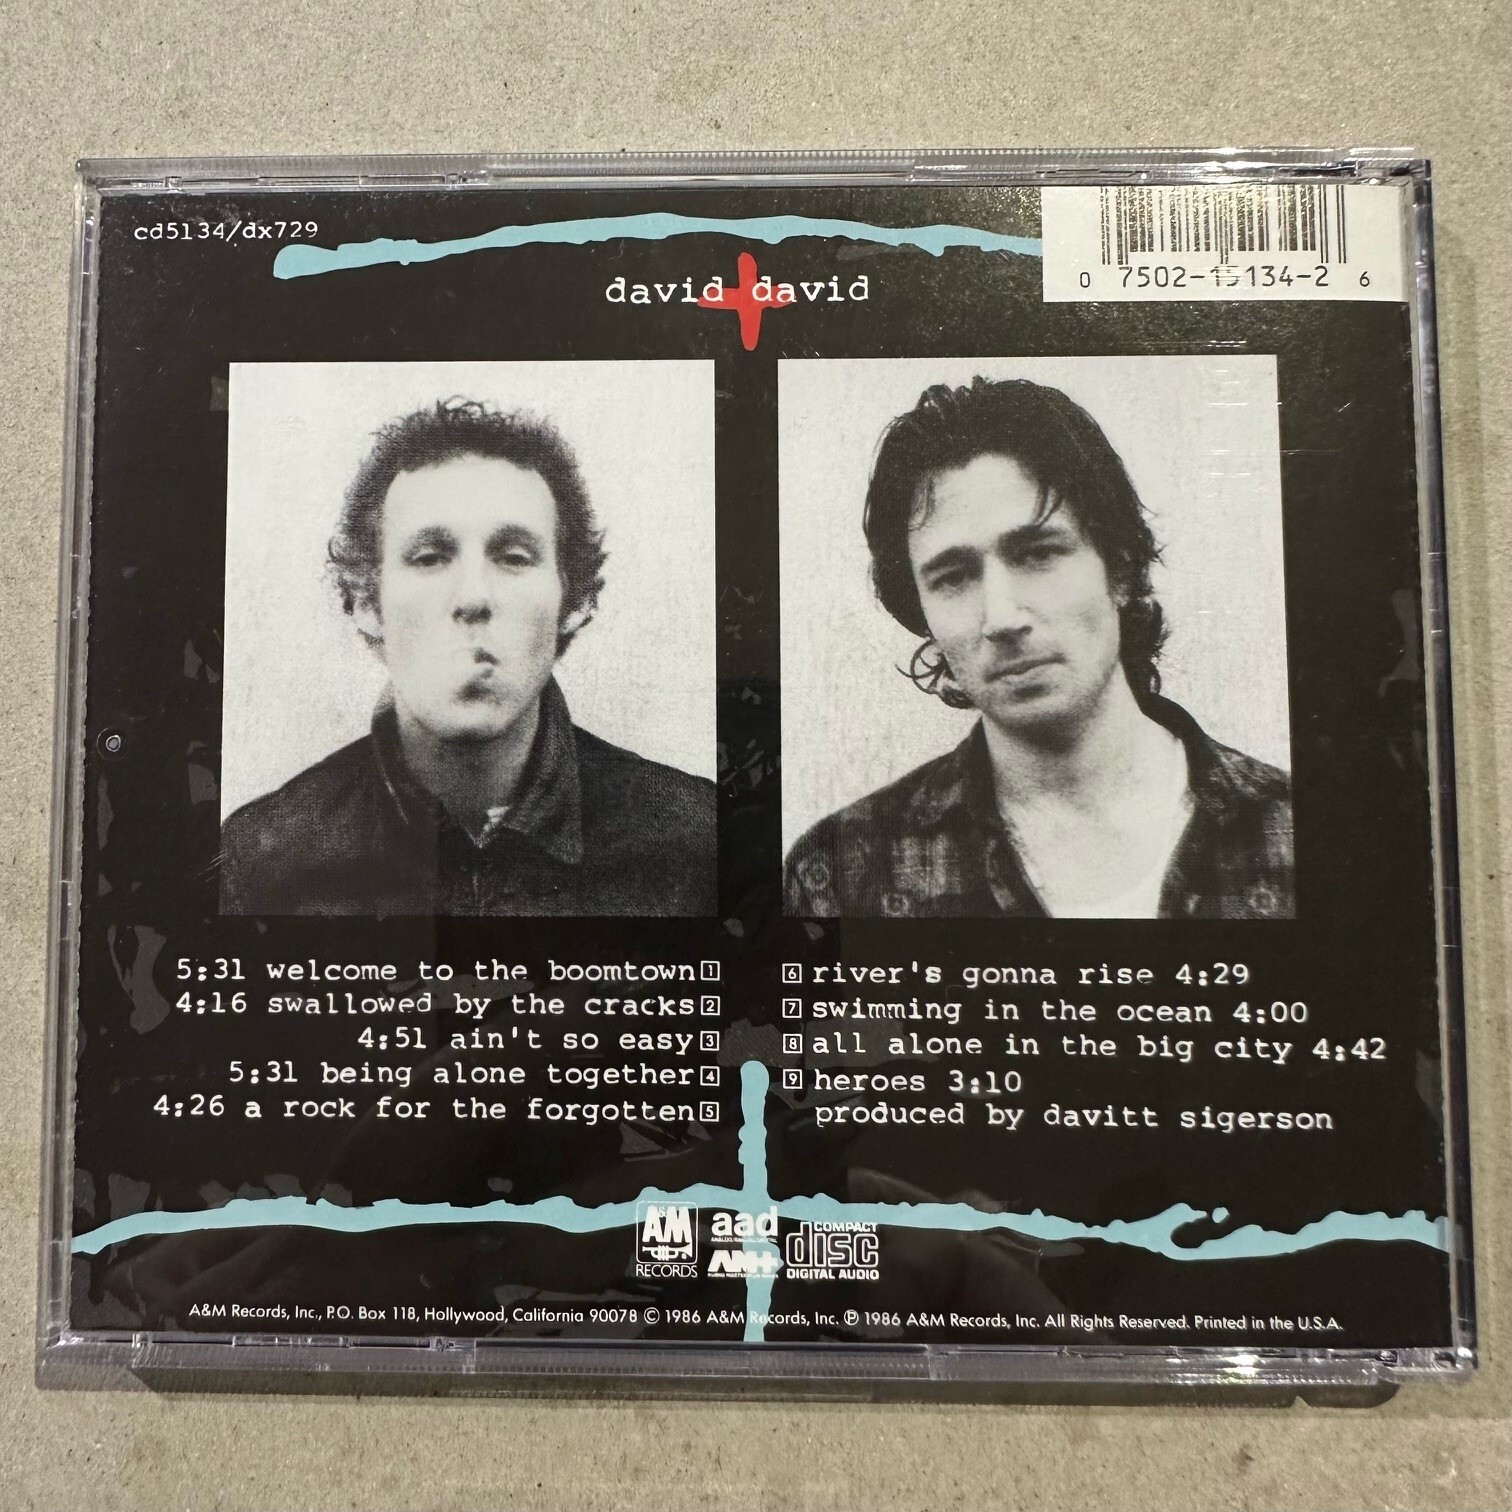 cd5134/dx729
0 7502-15134-2 6
david + david
5:31 welcome to the boomtown 1
4:16 swallowed by the cracks 2
4:51 ain't so easy 3
5:31 being alone together 4
4:26 a rock for the forgotten 5
6 river's gonna rise 4:29
7 swimming in the ocean 4:00
8 all alone in the big city 4:42
9 heroes 3:10
produced by davitt sigerson
A&M
RECORDS
aad
AM+
COMPACT
disc
DIGITAL AUDIO
A&M Records, Inc., P.O. Box 118, Hollywood, California 90078 © 1986 A&M Records, Inc. ℗ 1986 A&M Records, Inc. All Rights Reserved. Printed in the U.S.A.